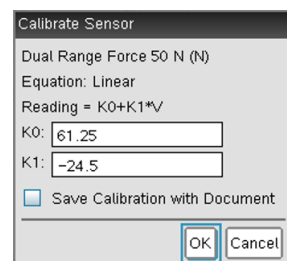 Calibrate Sensor
Dual Range Force 50 N (N)
Equation: Linear
Reading = K0+K1*V
K0: 61.25
K1: -24.5
Save Calibration with Document
OK Cancel